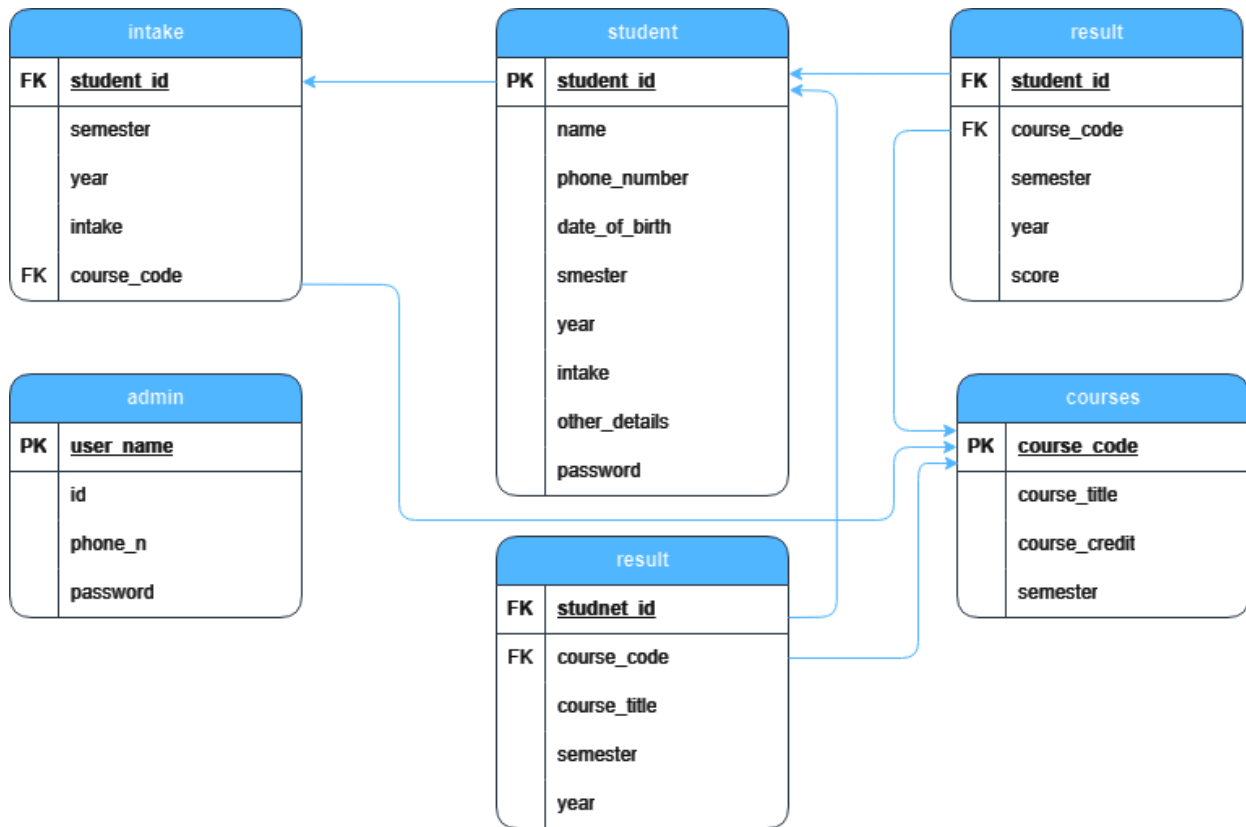 intake
FK student_id
semester
year
intake
FK course_code
student
PK student_id
name
phone_number
date_of_birth
smester
year
intake
other_details
password
result
FK student_id
FK course_code
semester
year
score
admin
PK user_name
id
phone_n
password
result
FK studnet_id
FK course_code
course_title
semester
year
courses
PK course_code
course_title
course_credit
semester